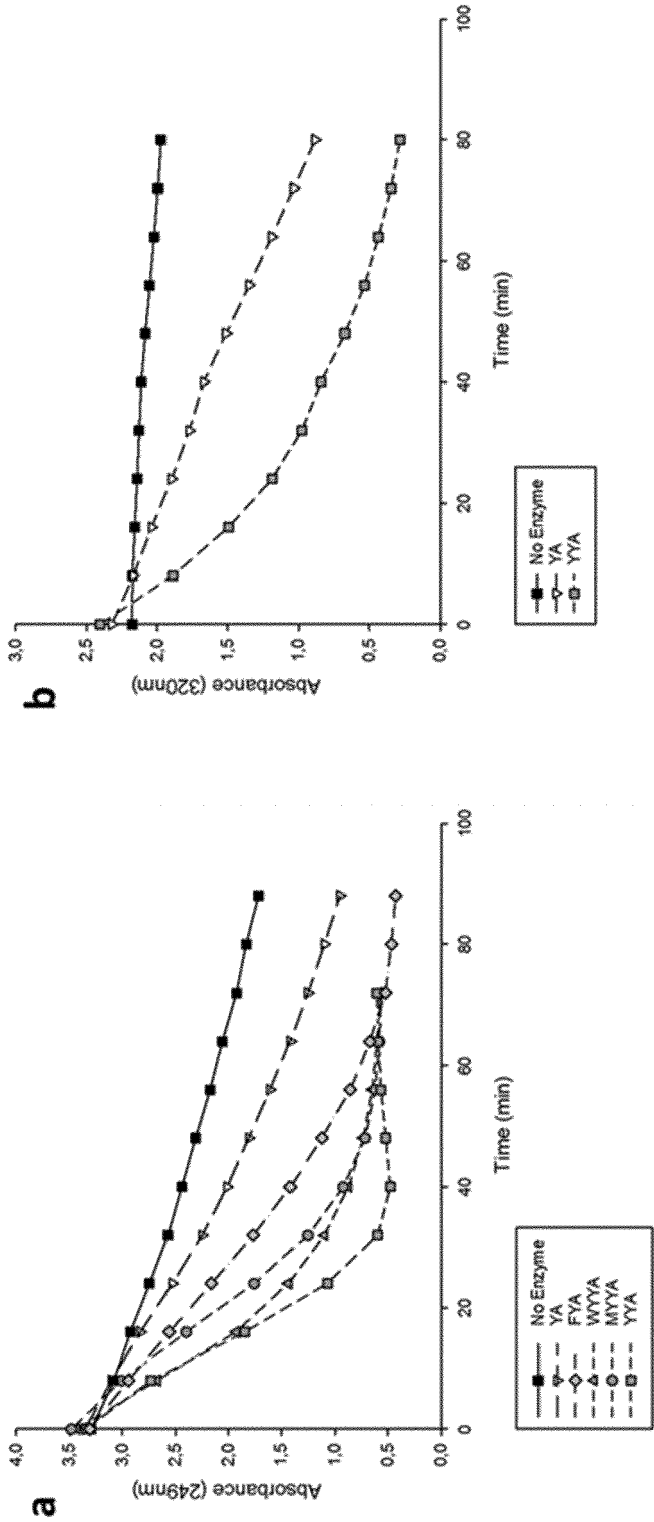 a
Absorbance (249nm)
4,0
3,5
3,0
2,5
2,0
1,5
1,0
0,5
0,0
0
20
40
60
80
100
Time (min)
No Enzyme
YA
FYA
WYYA
MYYA
YYA
b
Absorbance (320nm)
3,0
2,5
2,0
1,5
1,0
0,5
0,0
0
20
40
60
80
100
Time (min)
No Enzyme
YA
YYA